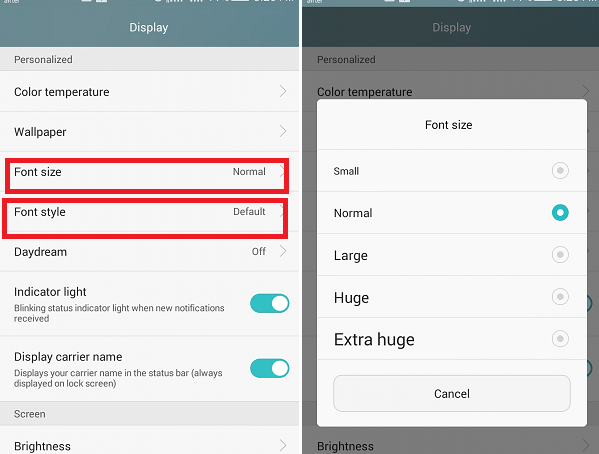 airtel
Display
Personalized
Color temperature
Wallpaper
Font size Normal
Font style Default
Daydream Off
Indicator light
Blinking status indicator light when new notifications
received
Display carrier name
Displays your carrier name in the status bar (always
displayed on lock screen)
Screen
Brightness
airtel
Display
Personalized
Color temperature
Font size
Small
Normal
Large
Huge
Extra huge
Cancel
Brightness